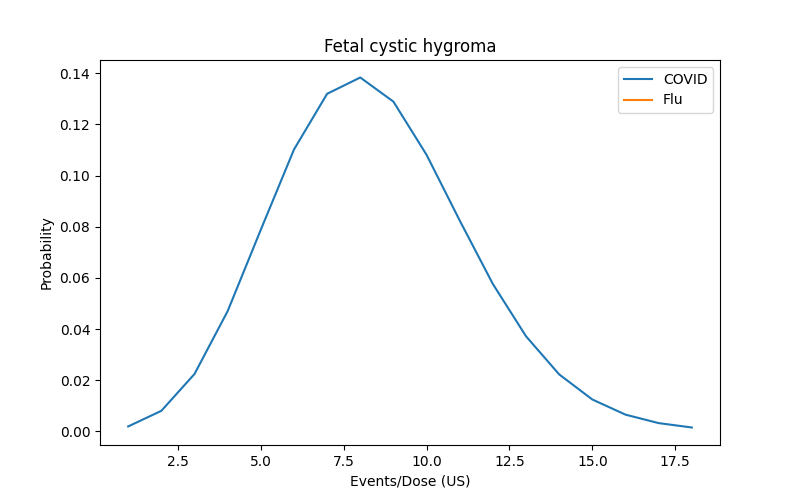 Fetal cystic hygroma
COVID
Flu
Probability
0.14
0.12
0.10
0.08
0.06
0.04
0.02
0.00
2.5 5.0 7.5 10.0 12.5 15.0 17.5
Events/Dose (US)